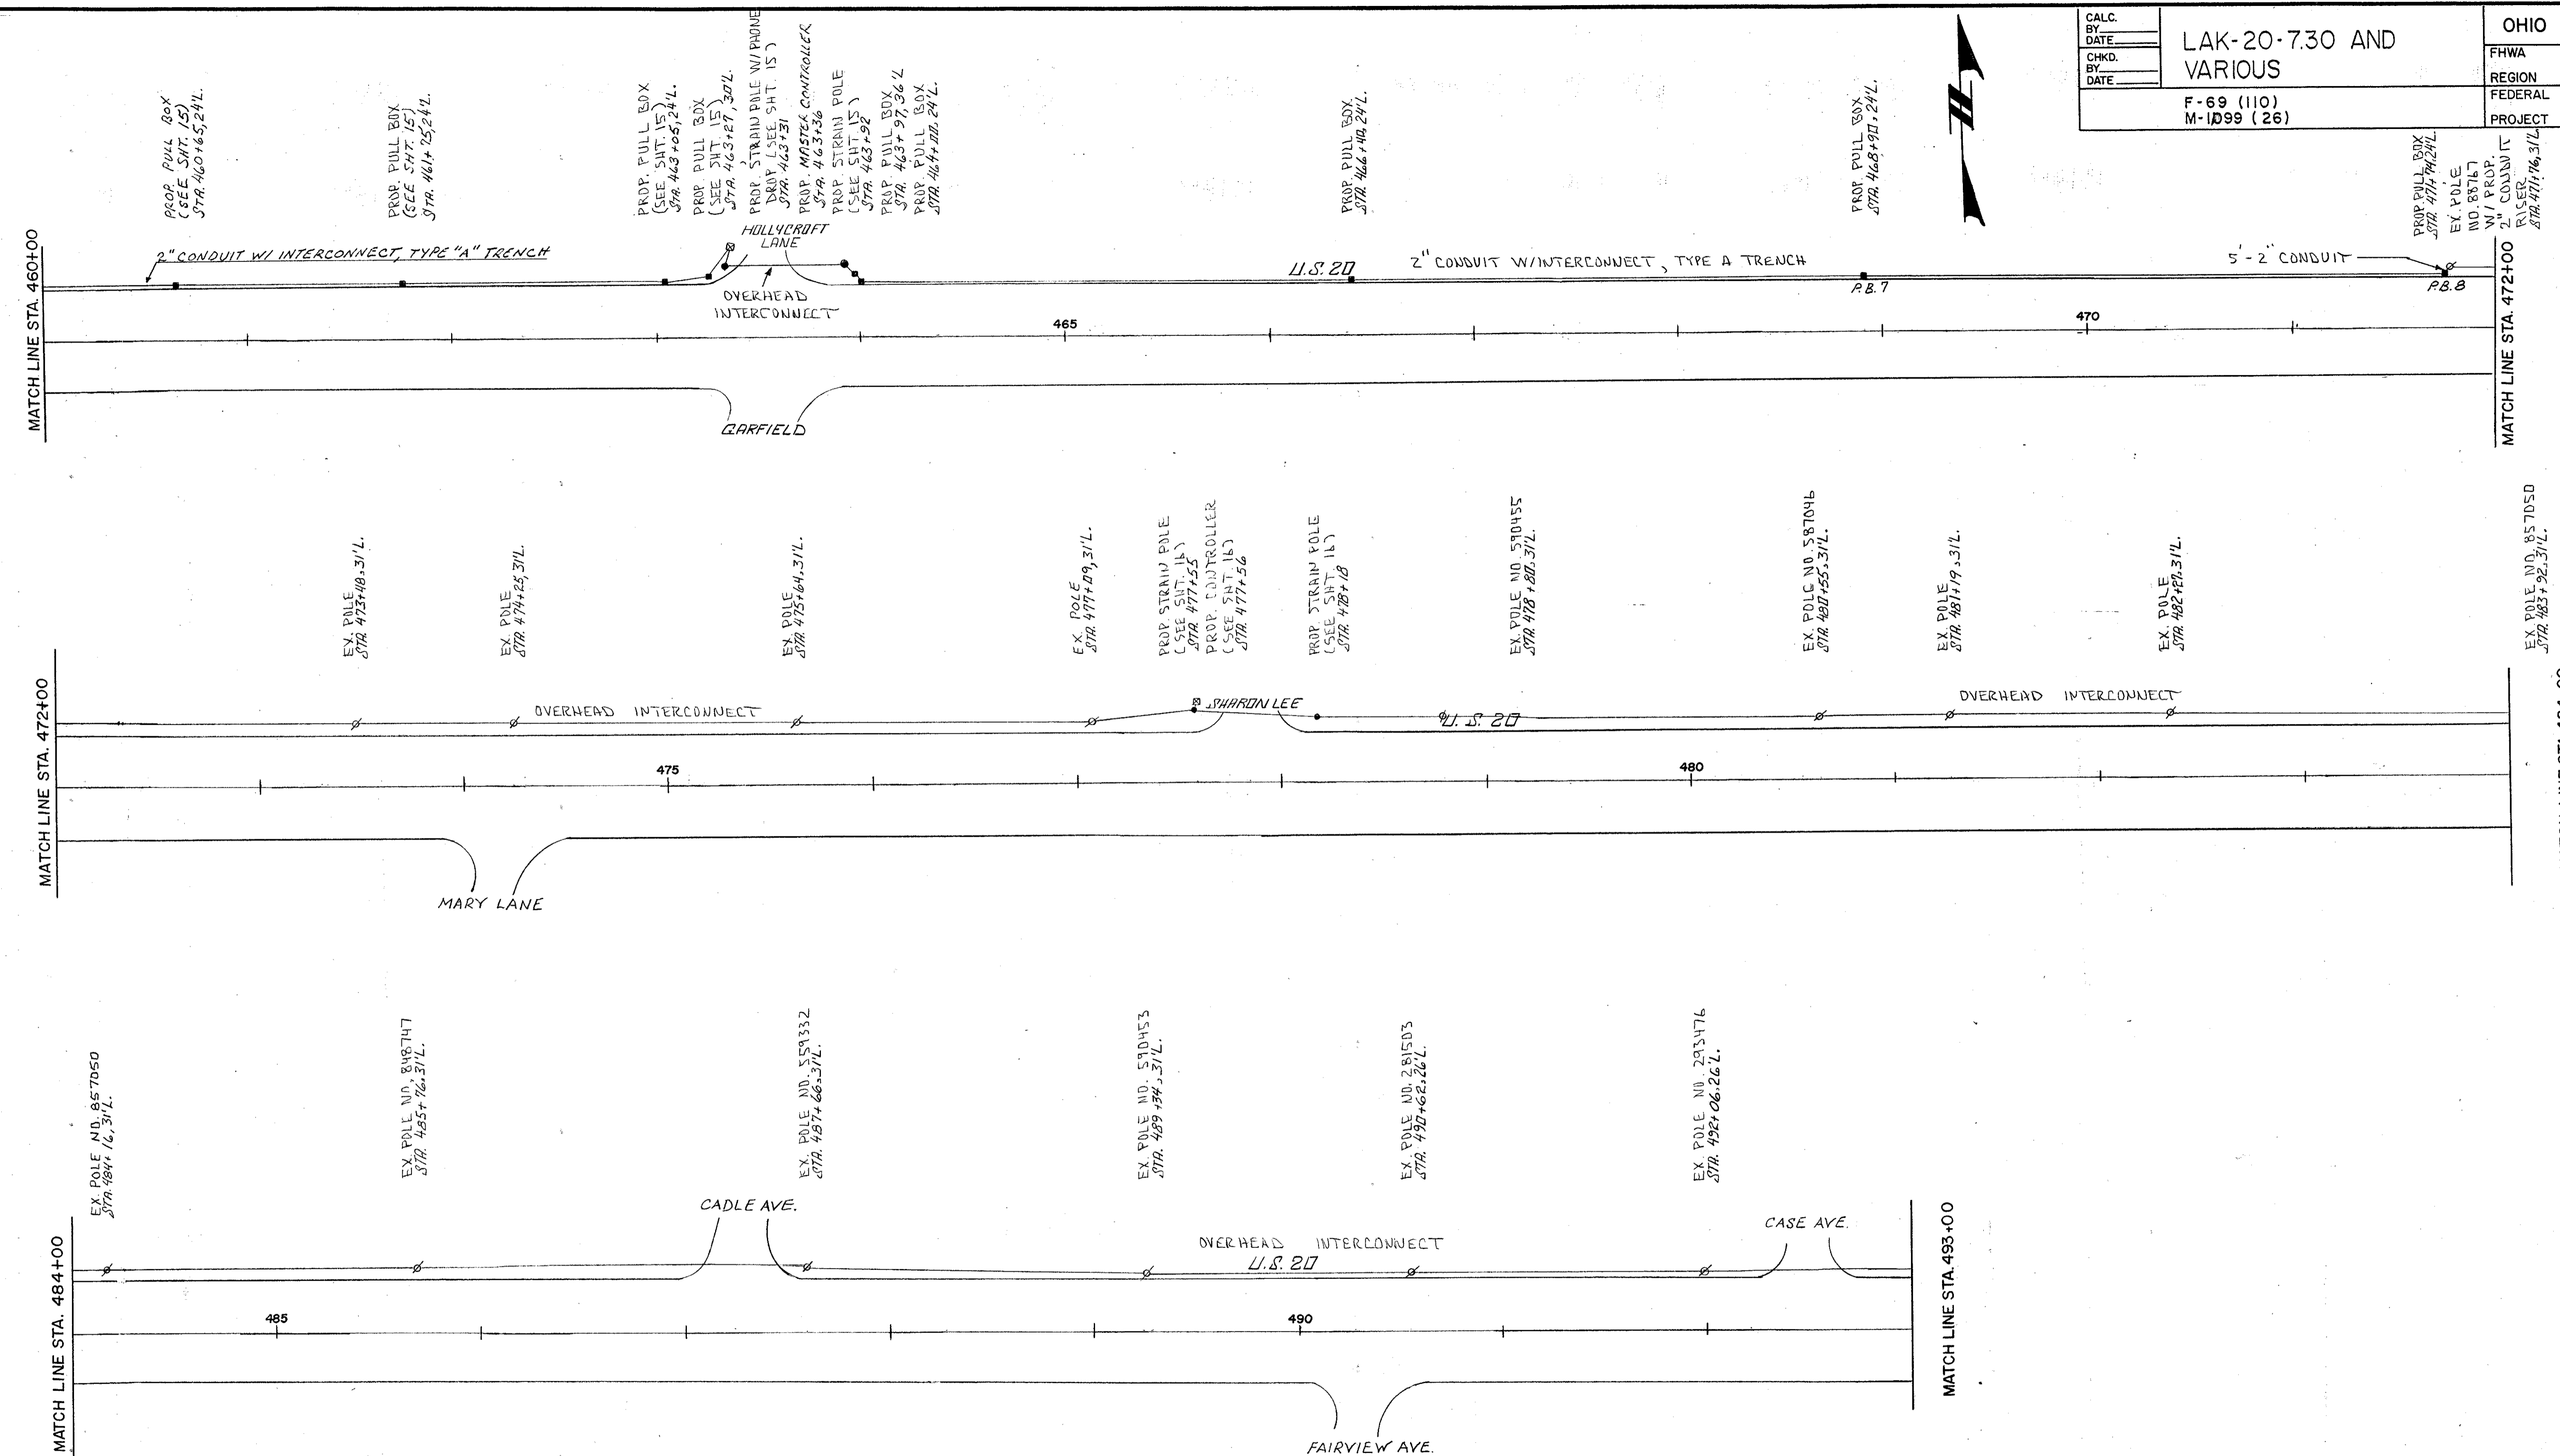 CALC.
BY
DATE
CHKD.
BY
DATE
LAK-20-7.30 AND
VARIOUS
F-69 (110)
M-1099 (26)
OHIO
FHWA
REGION
FEDERAL
PROJECT
PROP. PULL BOX
(SEE SHT. 15)
STA. 460+65, 24'L.
PROP. PULL BOX
(SEE SHT. 15)
STA. 461+75, 24'L.
PROP. PULL BOX
(SEE SHT. 15)
STA. 463+05, 24'L.
PROP. PULL BOX
(SEE SHT 15)
STA. 463+27, 30'L.
PROP. STRAIN POLE W/ PHONE
DROP (SEE SHT. 15)
STA. 463+31
PROP. MASTER CONTROLLER
STA. 463+36
PROP. STRAIN POLE
(SEE SHT 15)
STA 463+92
PROP. PULL BOX
STA. 463+97, 36'L
PROP. PULL BOX
STA. 464+00, 24'L.
PROP. PULL BOX
STA. 466+40, 24'L.
PROP. PULL BOX
STA. 468+90, 24'L.
PROP. PULL BOX
STA. 471+74, 24'L.
EX. POLE
NO. 88767
W/ PROP.
2" CONDUIT
RISER
STA. 471+76, 31'L
MATCH LINE STA. 460+00
2" CONDUIT W/ INTERCONNECT, TYPE "A" TRENCH
HOLLYCROFT
LANE
OVERHEAD
INTERCONNECT
U.S. 20
2" CONDUIT W/INTERCONNECT, TYPE A TRENCH
P.B. 7
5'-2" CONDUIT
P.B. 8
MATCH LINE STA. 472+00
465
470
GARFIELD
EX. POLE
STA. 473+48, 31'L.
EX. POLE
STA. 474+25, 31'L.
EX. POLE
STA. 475+64, 31'L.
EX. POLE
STA. 477+09, 31'L.
PROP. STRAIN POLE
(SEE SHT. 16)
STA. 477+55
PROP. CONTROLLER
(SEE SHT. 16)
STA. 477+56
PROP. STRAIN POLE
(SEE SHT. 16)
STA. 478+18
EX. POLE NO. 590455
STA. 478+80, 31'L.
EX. POLE NO. 587046
STA. 480+55, 31'L.
EX. POLE
STA. 481+19, 31'L.
EX. POLE
STA. 482+27, 31'L.
EX. POLE NO. 857050
STA. 483+92, 31'L.
MATCH LINE STA. 472+00
OVERHEAD INTERCONNECT
SHARON LEE
U.S. 20
OVERHEAD INTERCONNECT
475
480
MARY LANE
EX. POLE NO. 857050
STA. 484+16, 31'L.
EX. POLE NO. 848747
STA. 485+76, 31'L.
EX. POLE NO. 559332
STA. 487+66, 31'L.
EX. POLE NO. 590453
STA. 489+34, 31'L.
EX. POLE NO. 281503
STA. 490+62, 26'L.
EX. POLE NO. 293476
STA. 492+06, 26'L.
MATCH LINE STA. 484+00
CADLE AVE.
OVERHEAD INTERCONNECT
U.S. 20
CASE AVE.
MATCH LINE STA. 493+00
485
490
FAIRVIEW AVE.